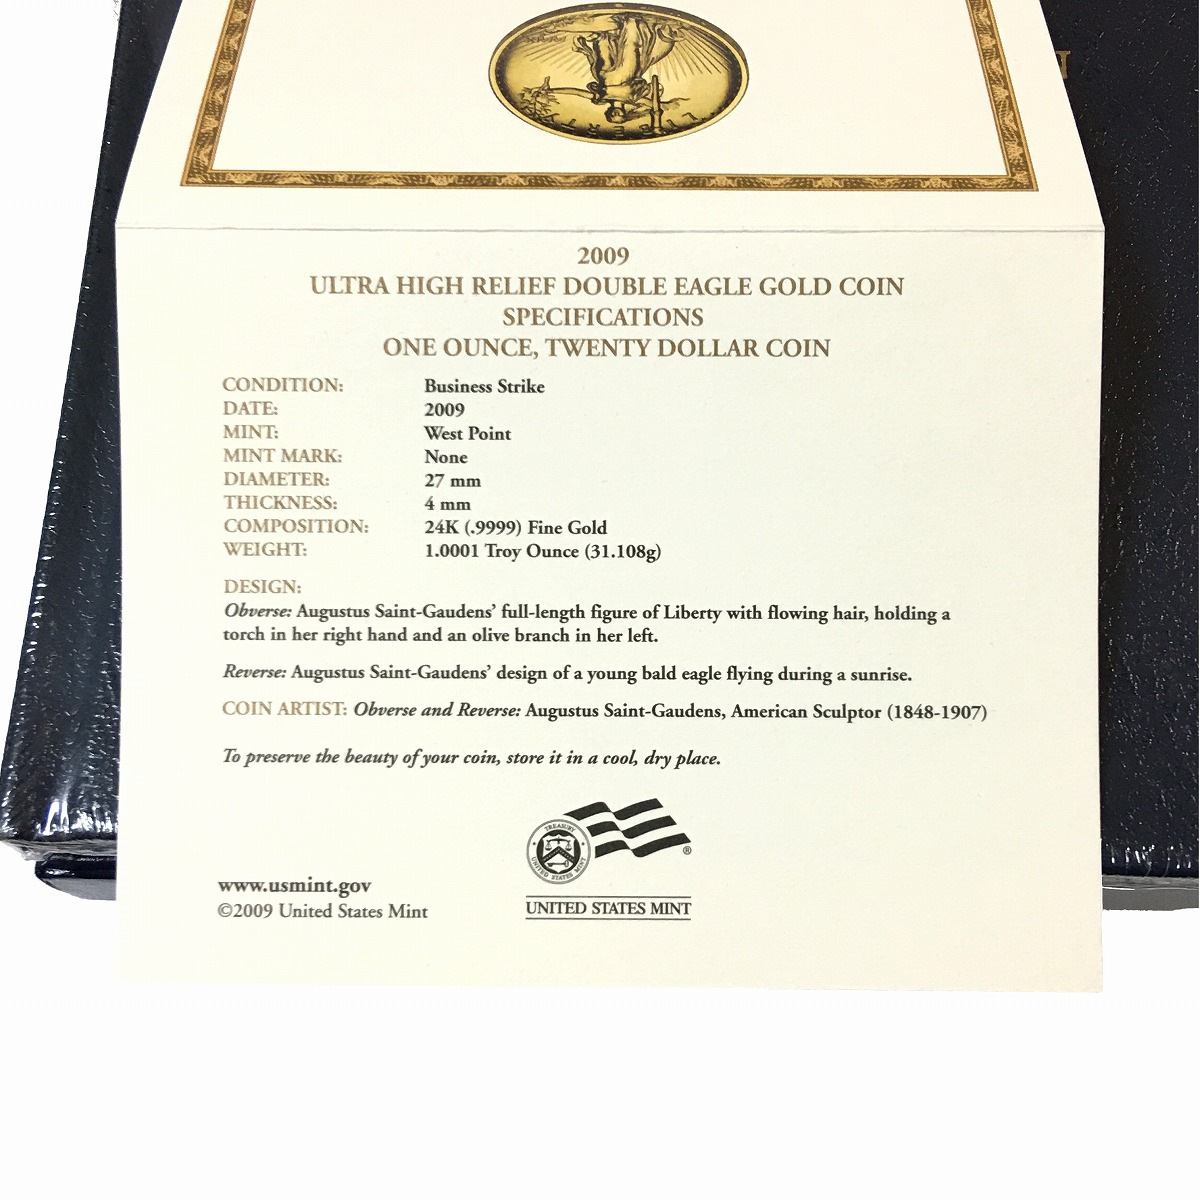 LIBERTY
2009
ULTRA HIGH RELIEF DOUBLE EAGLE GOLD COIN
SPECIFICATIONS
ONE OUNCE, TWENTY DOLLAR COIN
CONDITION: Business Strike
DATE: 2009
MINT: West Point
MINT MARK: None
DIAMETER: 27 mm
THICKNESS: 4 mm
COMPOSITION: 24K (.9999) Fine Gold
WEIGHT: 1.0001 Troy Ounce (31.108g)
DESIGN:
Obverse: Augustus Saint-Gaudens’ full-length figure of Liberty with flowing hair, holding a
torch in her right hand and an olive branch in her left.
Reverse: Augustus Saint-Gaudens’ design of a young bald eagle flying during a sunrise.
COIN ARTIST: Obverse and Reverse: Augustus Saint-Gaudens, American Sculptor (1848-1907)
To preserve the beauty of your coin, store it in a cool, dry place.
TREASURY
UNITED STATES MINT
®
www.usmint.gov
©2009 United States Mint
UNITED STATES MINT